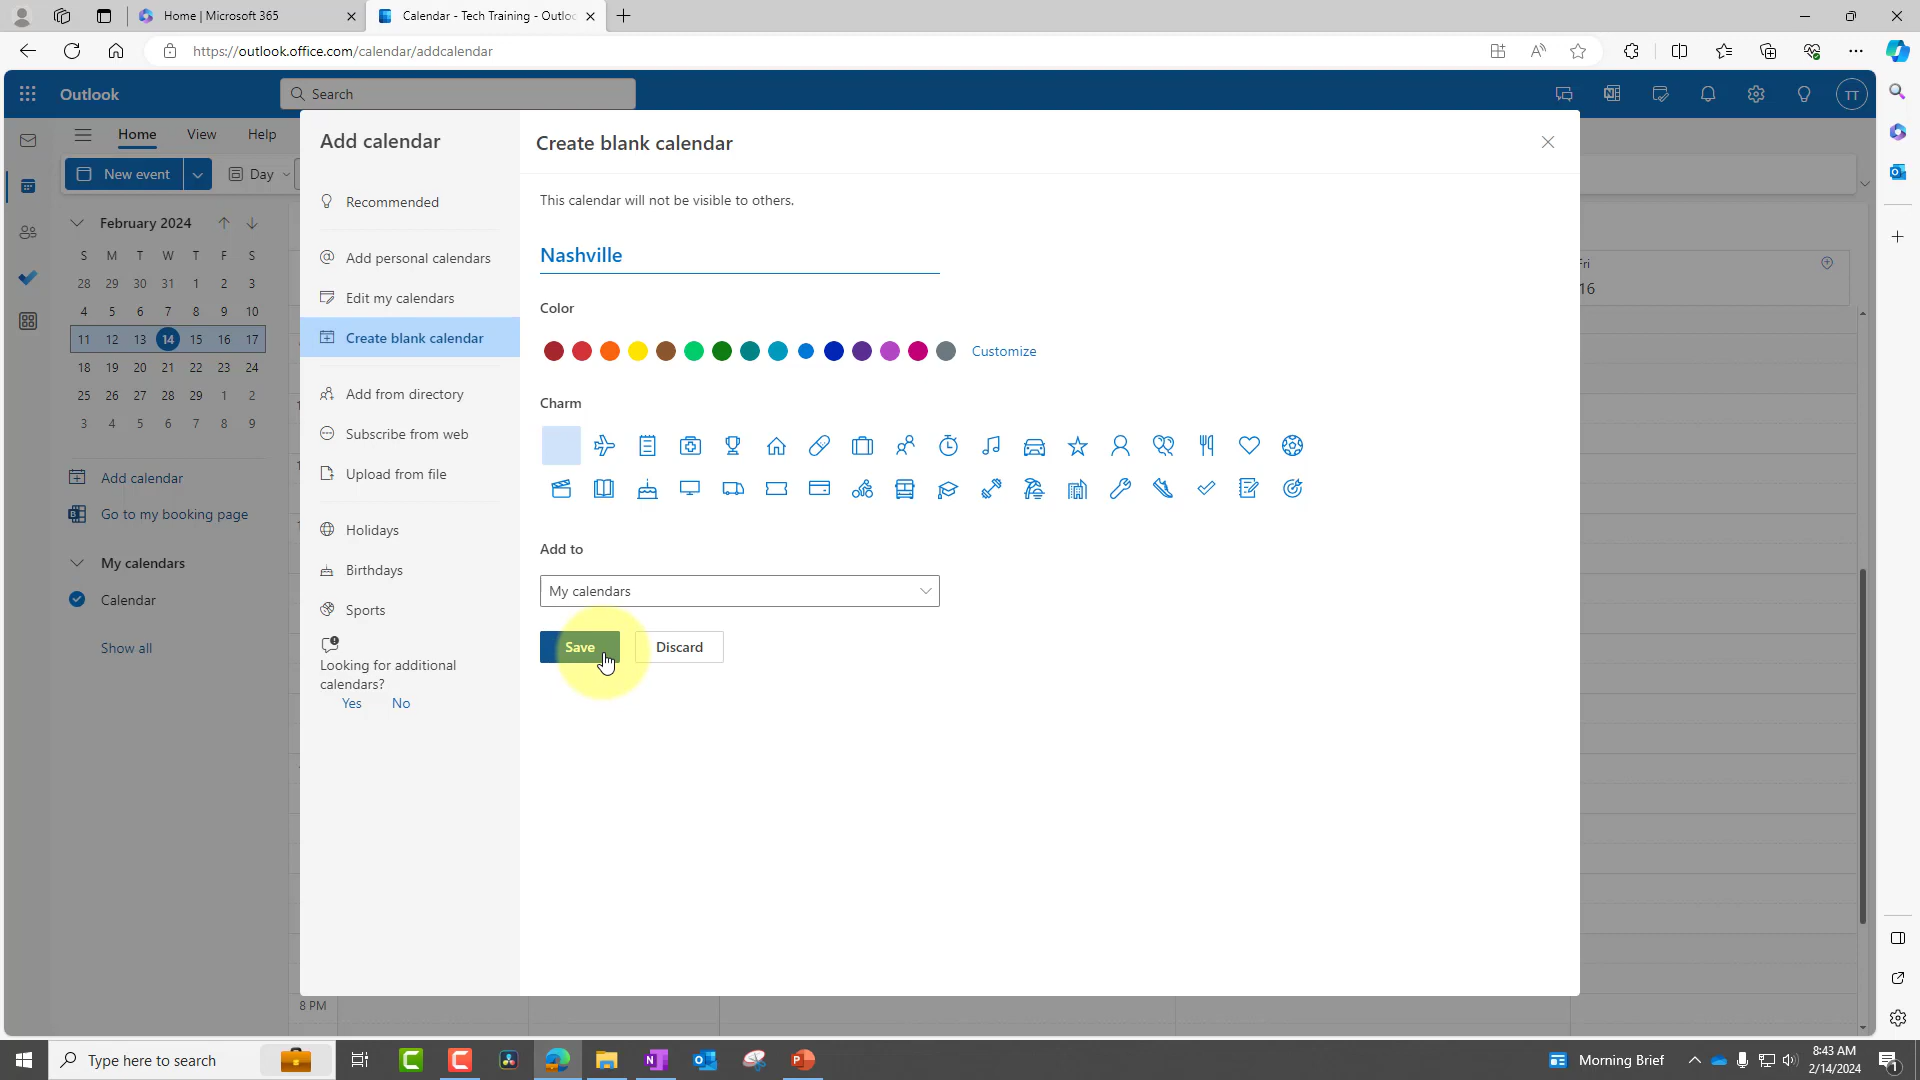 Home | Microsoft 365
Calendar - Tech Training - Outlo
https://outlook.office.com/calendar/addcalendar
Outlook
Search
TT
Home View Help
New event
Day
February 2024
S M T W T F S
28 29 30 31 1 2 3
4 5 6 7 8 9 10
11 12 13 14 15 16 17
18 19 20 21 22 23 24
25 26 27 28 29 1 2
3 4 5 6 7 8 9
Add calendar
Go to my booking page
My calendars
Calendar
Show all
Add calendar
Recommended
Add personal calendars
Edit my calendars
Create blank calendar
Add from directory
Subscribe from web
Upload from file
Holidays
Birthdays
Sports
Looking for additional
calendars?
Yes No
Create blank calendar
This calendar will not be visible to others.
Nashville
Color
Customize
Charm
Add to
My calendars
Save Discard
Fri
16
8 PM
Type here to search
Morning Brief
8:43 AM
2/14/2024
1